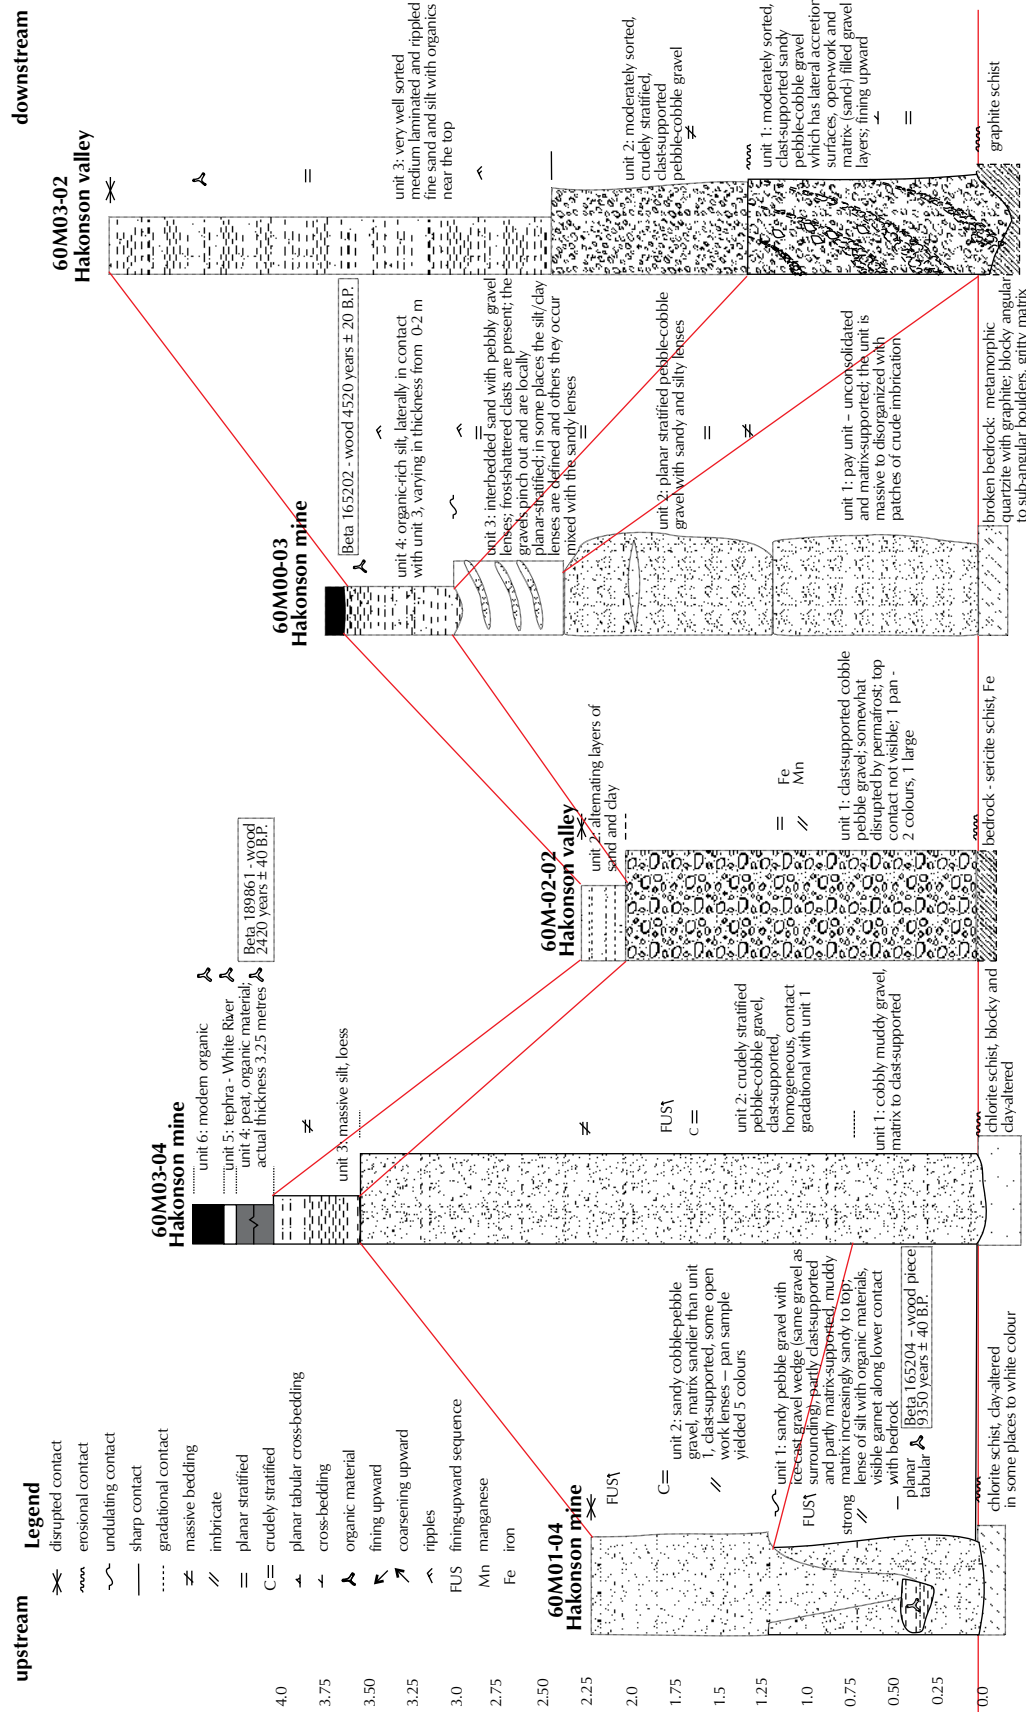 upstream
downstream
Legend
disrupted contact
erosional contact
undulating contact
sharp contact
gradational contact
massive bedding
imbricate
planar stratified
C= crudely stratified
planar tabular cross-bedding
cross-bedding
organic material
fining upward
coarsening upward
ripples
FUS fining-upward sequence
Mn manganese
Fe iron
4.0
3.75
3.50
3.25
3.0
2.75
2.50
2.25
2.0
1.75
1.50
1.25
1.0
0.75
0.50
0.25
0.0
60M01-04
Hakonson mine
FUS
C=
unit 2: sandy cobble-pebble
gravel, matrix sandier than unit
1, clast-supported, some open
work lenses – pan sample
yielded 5 colours
FUS
strong
unit 1: sandy pebble gravel with
ice-cast gravel wedge (same gravel as
surrounding); partly clast-supported
and partly matrix-supported, muddy
matrix increasingly sandy to top;
lense of silt with organic materials,
visible garnet along lower contact
with bedrock
planar
tabular
Beta 165204 - wood piece
9350 years ± 40 B.P.
chlorite schist, clay-altered
in some places to white colour
60M03-04
Hakonson mine
unit 6: modern organic
unit 5: tephra - White River
unit 4: peat, organic material;
actual thickness 3.25 metres
Beta 189861 - wood
2420 years ± 40 B.P.
unit 3: massive silt, loess
FUS
C=
unit 2: crudely stratified
pebble-cobble gravel,
clast-supported,
homogeneous, contact
gradational with unit 1
unit 1: cobbly muddy gravel,
matrix to clast-supported
chlorite schist, blocky and
clay-altered
60M-02-02
Hakonson valley
unit 2: alternating layers of
sand and clay
Fe
Mn
unit 1: clast-supported cobble
pebble gravel; somewhat
disrupted by permafrost; top
contact not visible; 1 pan -
2 colours, 1 large
bedrock - sericite schist, Fe
60M00-03
Hakonson mine
Beta 165202 - wood 4520 years ± 20 B.P.
unit 4: organic-rich silt, laterally in contact
with unit 3, varying in thickness from 0-2 m
unit 3: interbedded sand with pebbly gravel
lenses; frost-shattered clasts are present; the
gravels pinch out and are locally
planar-stratified; in some places the silt/clay
lenses are defined and others they occur
mixed with the sandy lenses
unit 2: planar stratified pebble-cobble
gravel with sandy and silty lenses
unit 1: pay unit – unconsolidated
and matrix-supported; the unit is
massive to disorganized with
patches of crude imbrication
broken bedrock: metamorphic
quartzite with graphite; blocky angular
to sub-angular boulders, gritty matrix
60M03-02
Hakonson valley
unit 3: very well sorted
medium laminated and rippled
fine sand and silt with organics
near the top
unit 2: moderately sorted,
crudely stratified,
clast-supported
pebble-cobble gravel
unit 1: moderately sorted,
clast-supported sandy
pebble-cobble gravel
which has lateral accretion
surfaces, open-work and
matrix- (sand-) filled gravel
layers; fining upward
graphite schist